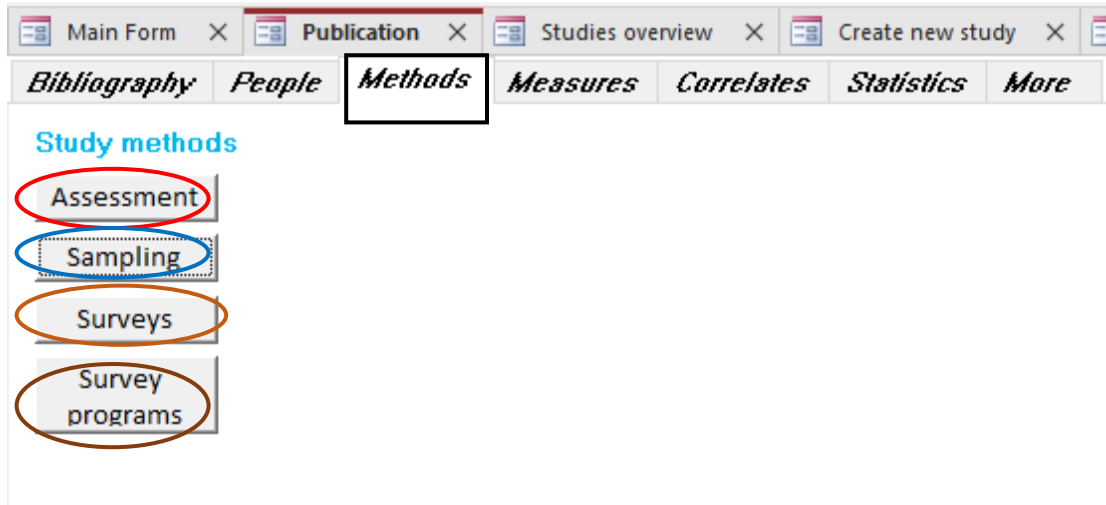 Main Form Publication Studies overview Create new study
Bibliography People Methods Measures Correlates Statistics More
Study methods
Assessment
Sampling
Surveys
Survey
programs